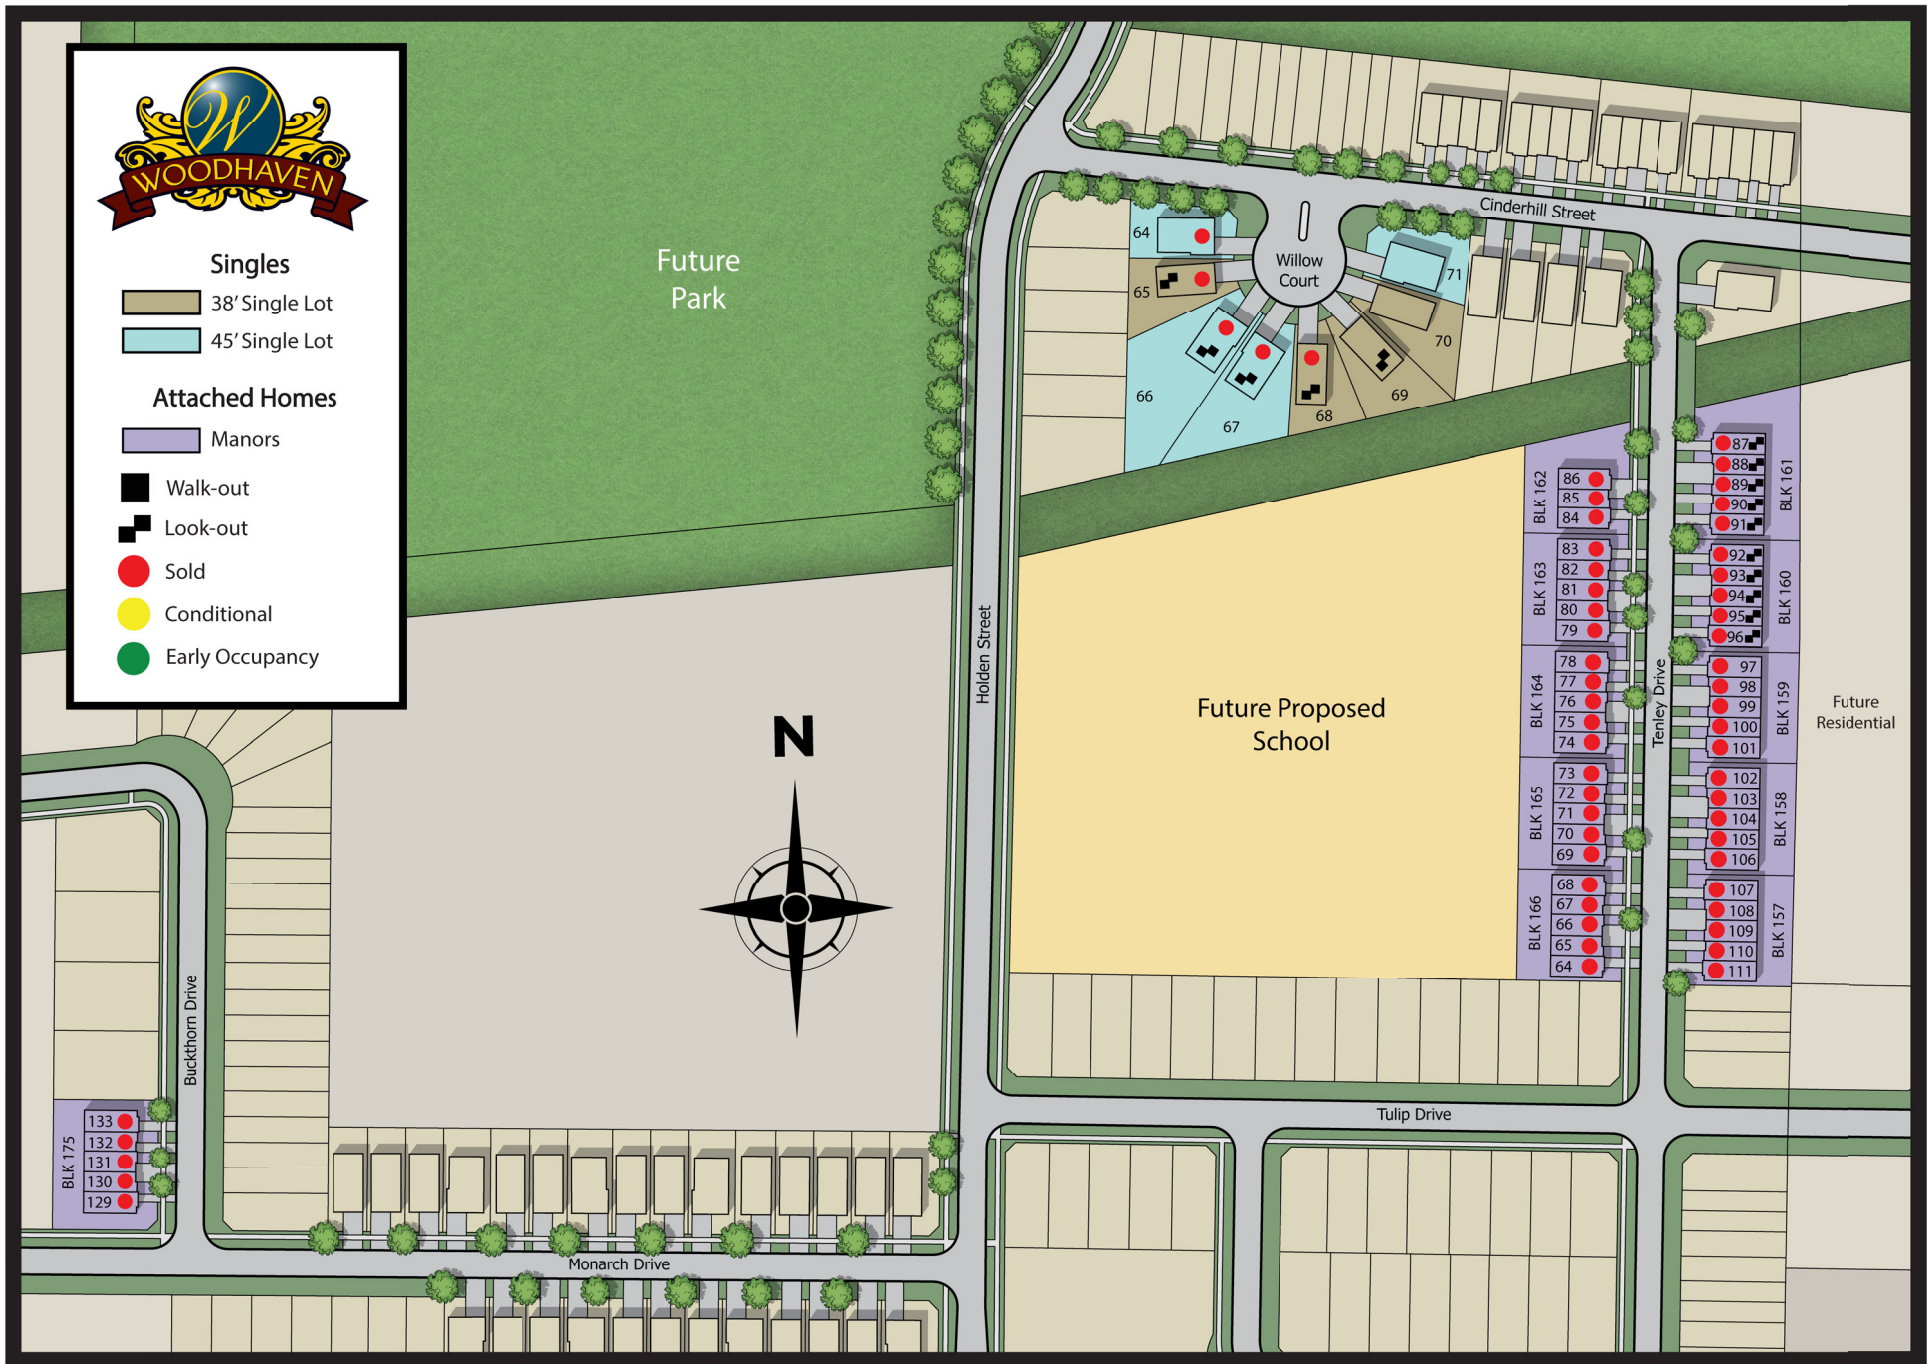 W
WOODHAVEN
Singles
38' Single Lot
45' Single Lot
Attached Homes
Manors
Walk-out
Look-out
Sold
Conditional
Early Occupancy
Future
Park
Cinderhill Street
Willow
Court
64
65
66
67
68
69
70
71
BLK 162
86
85
84
BLK 163
83
82
81
80
79
BLK 164
78
77
76
75
74
BLK 165
73
72
71
70
69
BLK 166
68
67
66
65
64
Tenley Drive
87
88
89
90
91
BLK 161
92
93
94
95
96
BLK 160
97
98
99
100
101
BLK 159
102
103
104
105
106
BLK 158
107
108
109
110
111
BLK 157
Future
Residential
Holden Street
Future Proposed
School
N
Buckthorn Drive
Tulip Drive
BLK 175
133
132
131
130
129
Monarch Drive